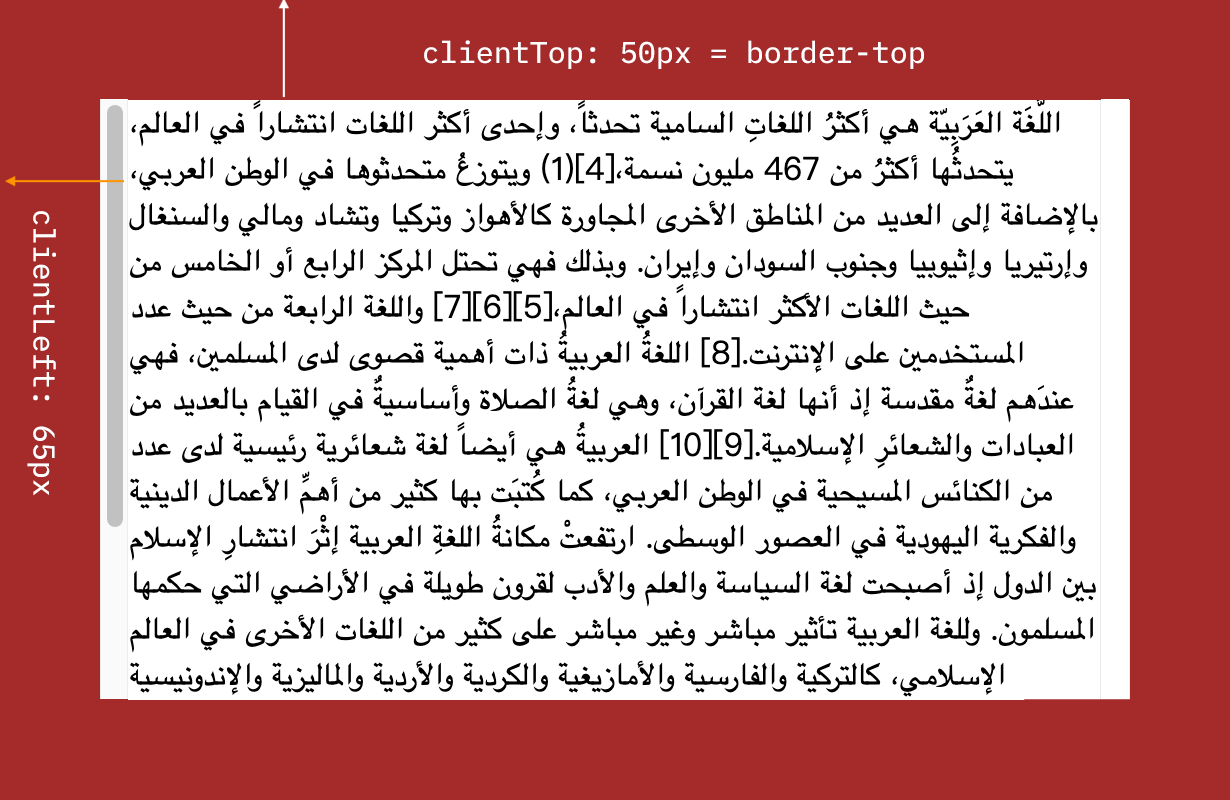 clientTop: 50px = border-top
clientLeft: 65px
اللُّغَة العَرَبِيّة هي أكثرُ اللغاتِ السامية تحدثاً، وإحدى أكثر اللغات انتشاراً في العالم،
يتحدثُها أكثرُ من 467 مليون نسمة،[4](1) ويتوزعُ متحدثوها في الوطن العربي،
بالإضافة إلى العديد من المناطق الأخرى المجاورة كالأهواز وتركيا وتشاد ومالي والسنغال
وإرتيريا وإثيوبيا وجنوب السودان وإيران. وبذلك فهي تحتل المركز الرابع أو الخامس من
حيث اللغات الأكثر انتشاراً في العالم،[5][6][7] واللغة الرابعة من حيث عدد
المستخدمين على الإنترنت.[8] اللغةُ العربيةُ ذات أهمية قصوى لدى المسلمين، فهي
عندَهم لغةٌ مقدسة إذ أنها لغة القرآن، وهي لغةُ الصلاة وأساسيةٌ في القيام بالعديد من
العبادات والشعائرِ الإسلامية.[9][10] العربيةُ هي أيضاً لغة شعائرية رئيسية لدى عدد
من الكنائس المسيحية في الوطن العربي، كما كُتبَت بها كثير من أهمِّ الأعمال الدينية
والفكرية اليهودية في العصور الوسطى. ارتفعتْ مكانةُ اللغةِ العربية إثْرَ انتشارِ الإسلام
بين الدول إذ أصبحت لغة السياسة والعلم والأدب لقرون طويلة في الأراضي التي حكمها
المسلمون. وللغة العربية تأثير مباشر وغير مباشر على كثير من اللغات الأخرى في العالم
الإسلامي، كالتركية والفارسية والأمازيغية والكردية والأردية والماليزية والإندونيسية